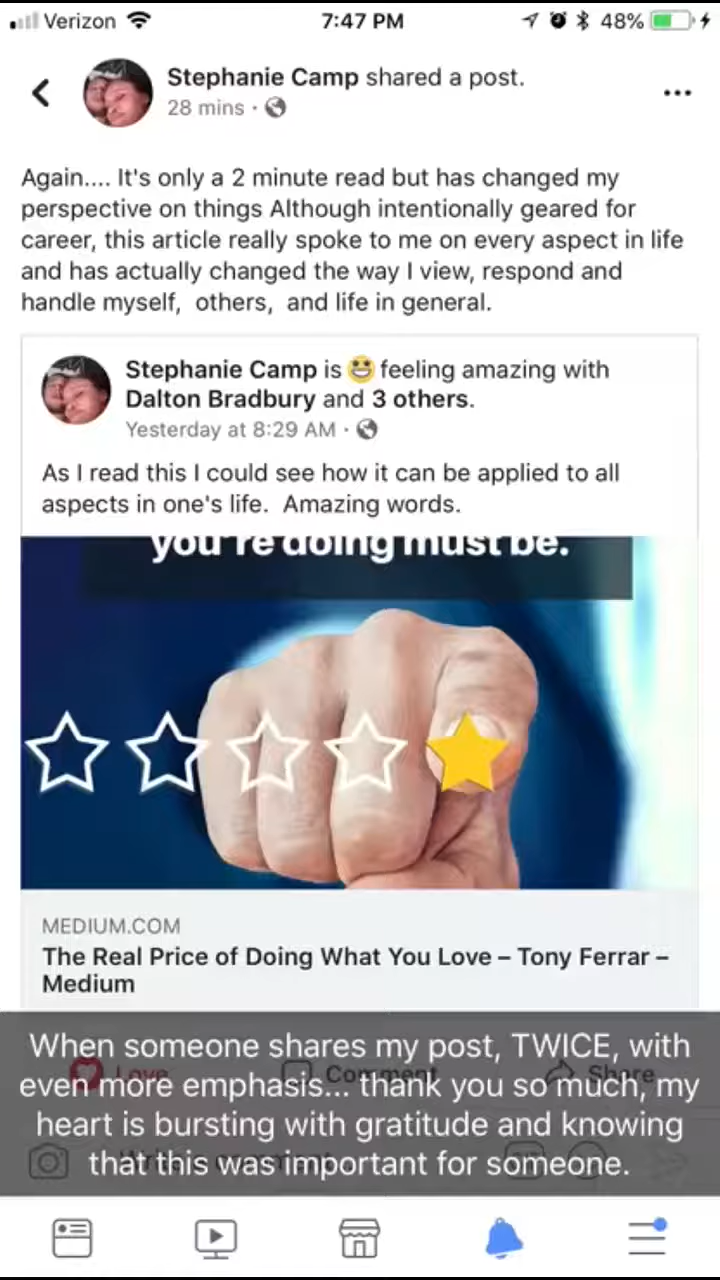 Verizon 7:47 PM 48%
Stephanie Camp shared a post.
28 mins ·
Again.... It's only a 2 minute read but has changed my
perspective on things Although intentionally geared for
career, this article really spoke to me on every aspect in life
and has actually changed the way I view, respond and
handle myself, others, and life in general.
Stephanie Camp is 😀 feeling amazing with
Dalton Bradbury and 3 others.
Yesterday at 8:29 AM ·
As I read this I could see how it can be applied to all
aspects in one's life. Amazing words.
you're doing must be.
MEDIUM.COM
The Real Price of Doing What You Love – Tony Ferrar –
Medium
When someone shares my post, TWICE, with
even more emphasis... thank you so much, my
heart is bursting with gratitude and knowing
that this was important for someone.
Love Comment Share